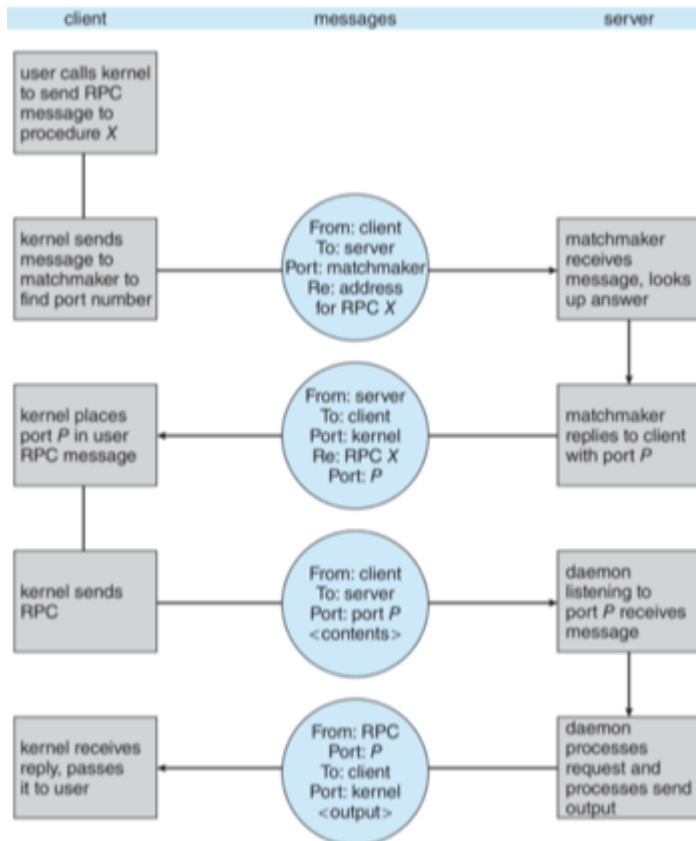 client
messages
server
user calls kernel
to send RPC
message to
procedure X
kernel sends
message to
matchmaker to
find port number
From: client
To: server
Port: matchmaker
Re: address
for RPC X
matchmaker
receives
message, looks
up answer
kernel places
port P in user
RPC message
From: server
To: client
Port: kernel
Re: RPC X
Port: P
matchmaker
replies to client
with port P
kernel sends
RPC
From: client
To: server
Port: port P
<contents>
daemon
listening to
port P receives
message
kernel receives
reply, passes
it to user
From: RPC
Port: P
To: client
Port: kernel
<output>
daemon
processes
request and
processes send
output